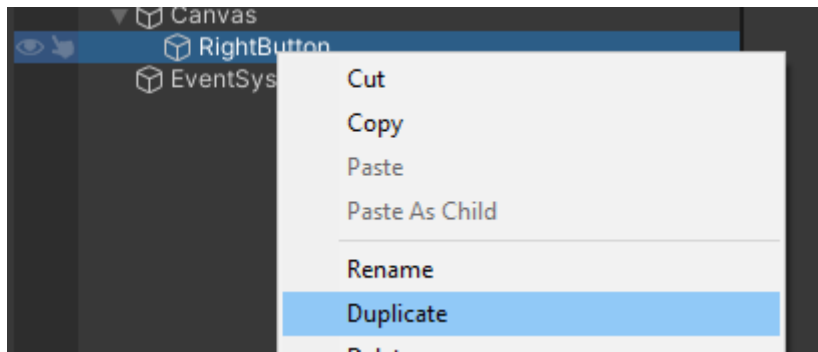 Canvas
RightButton
EventSys
Cut
Copy
Paste
Paste As Child
Rename
Duplicate